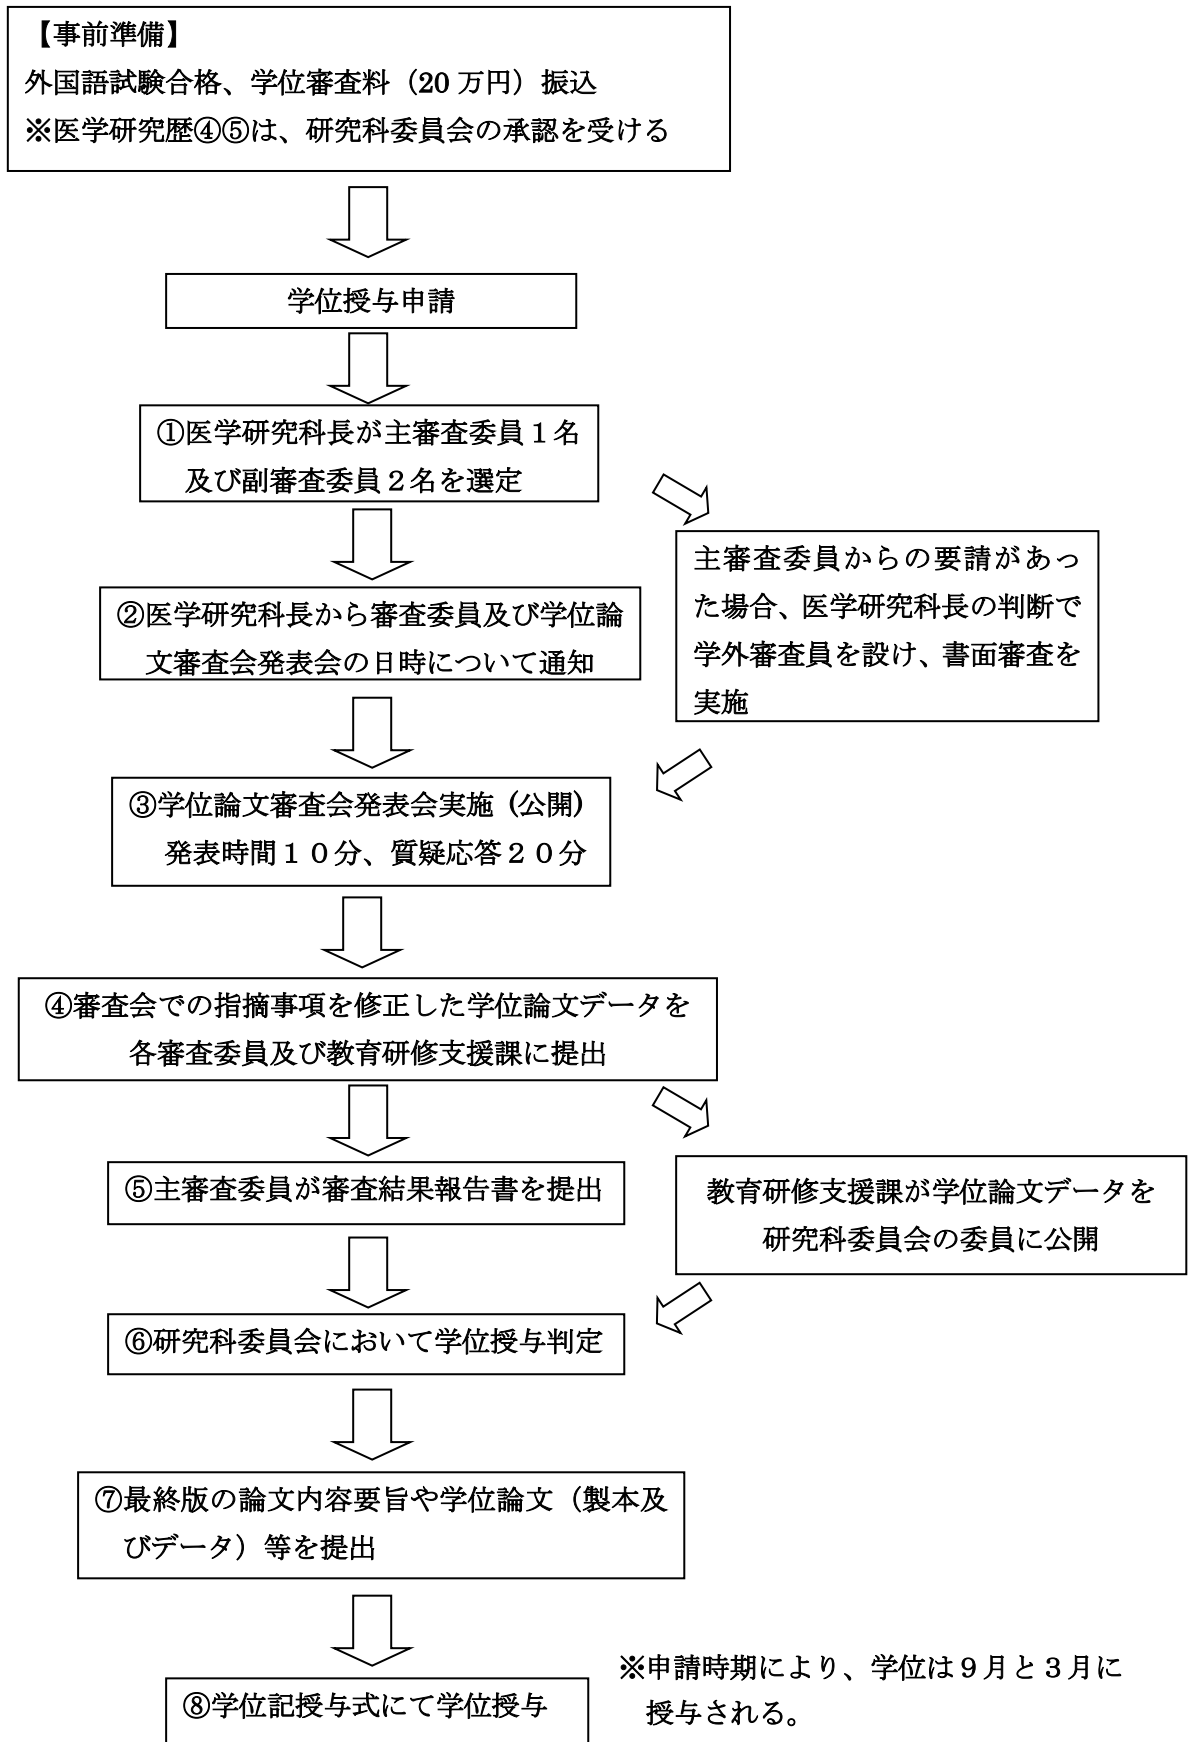 【事前準備】
外国語試験合格、学位審査料（20 万円）振込
※医学研究歴④⑤は、研究科委員会の承認を受ける
学位授与申請
①医学研究科長が主審査委員１名
及び副審査委員２名を選定
主審査委員からの要請があっ
た場合、医学研究科長の判断で
学外審査員を設け、書面審査を
実施
②医学研究科長から審査委員及び学位論
文審査会発表会の日時について通知
③学位論文審査会発表会実施（公開）
発表時間１０分、質疑応答２０分
④審査会での指摘事項を修正した学位論文データを
各審査委員及び教育研修支援課に提出
⑤主審査委員が審査結果報告書を提出
教育研修支援課が学位論文データを
研究科委員会の委員に公開
⑥研究科委員会において学位授与判定
⑦最終版の論文内容要旨や学位論文（製本及
びデータ）等を提出
⑧学位記授与式にて学位授与
※申請時期により、学位は９月と３月に
授与される。